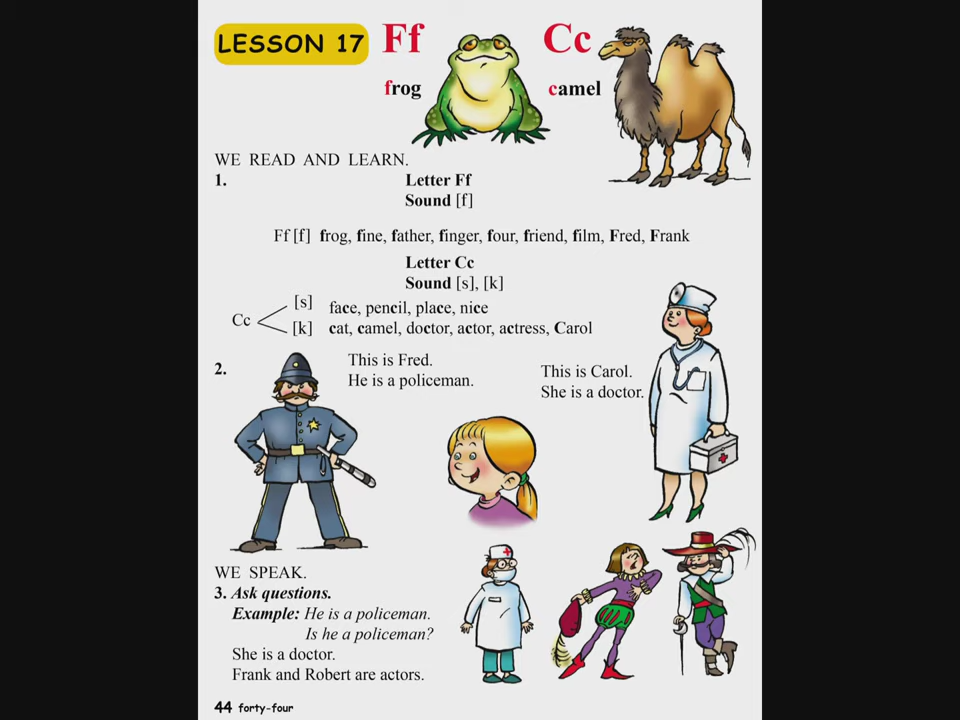 LESSON 17 Ff Cc
frog camel
WE READ AND LEARN.
1. Letter Ff
Sound [f]
Ff [f] frog, fine, father, finger, four, friend, film, Fred, Frank
Letter Cc
Sound [s], [k]
Cc
[s] face, pencil, place, nice
[k] cat, camel, doctor, actor, actress, Carol
2.
This is Fred.
He is a policeman.
This is Carol.
She is a doctor.
WE SPEAK.
3. Ask questions.
Example: He is a policeman.
Is he a policeman?
She is a doctor.
Frank and Robert are actors.
44 forty-four